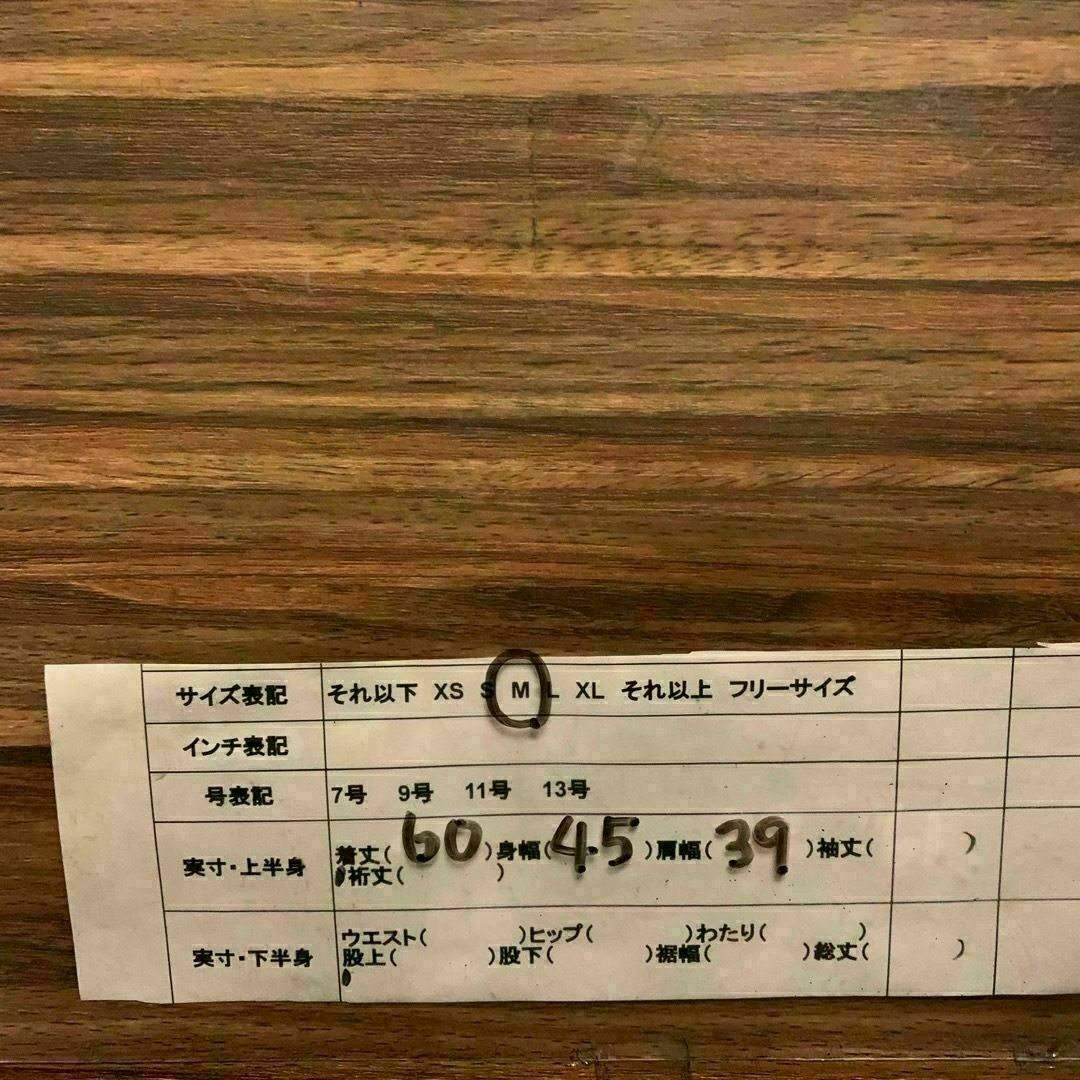 サイズ表記 それ以下 XS S M L XL それ以上 フリーサイズ
インチ表記
号表記 7号 9号 11号 13号
実寸・上半身 着丈( 60 )身幅( 45 )肩幅( 39 )袖丈( )
裄丈( )
実寸・下半身 ウエスト( )ヒップ( )わたり( )
股上( )股下( )裾幅( )総丈( )